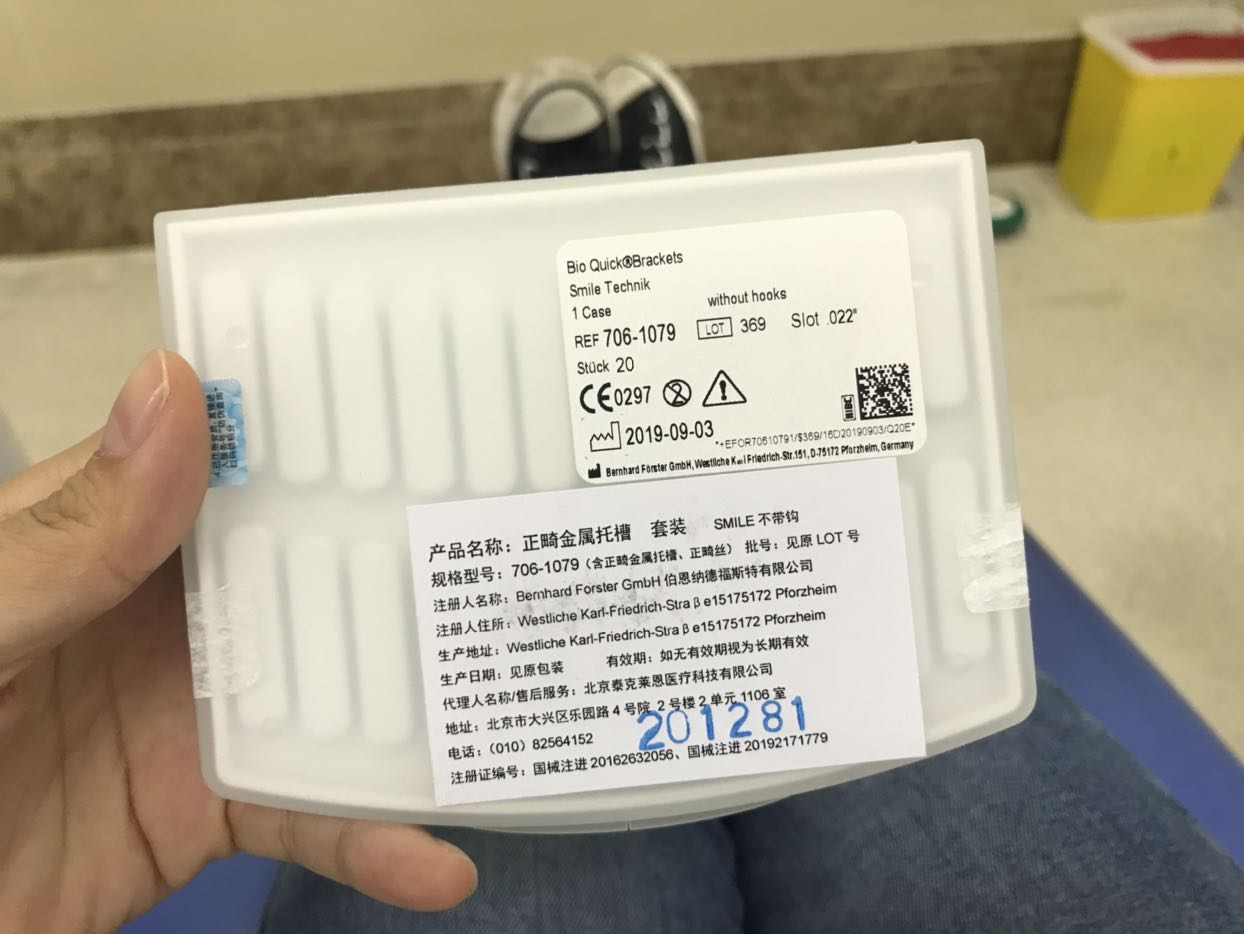 Bio Quick®Brackets
Smile Technik
1 Case without hooks
REF 706-1079 LOT 369 Slot .022"
Stück 20
CE0297
2019-09-03
*+EFOR70610791/$369/16D20190903/Q20E*
Bernhard Förster GmbH, Westliche Karl Friedrich-Str.151, D-75172 Pforzheim, Germany
产品名称：正畸金属托槽 套装 SMILE 不带钩
规格型号：706-1079（含正畸金属托槽、正畸丝）批号：见原 LOT 号
注册人名称：Bernhard Forster GmbH 伯恩纳德福斯特有限公司
注册人住所：Westliche Karl-Friedrich-Straβe15175172 Pforzheim
生产地址：Westliche Karl-Friedrich-Straβe15175172 Pforzheim
生产日期：见原包装 有效期：如无有效期视为长期有效
代理人名称/售后服务：北京泰克莱恩医疗科技有限公司
地址：北京市大兴区乐园路 4 号院 2 号楼 2 单元 1106 室
201281
电话：（010）82564152
注册证编号：国械注进 20162632056、国械注进 20192171779